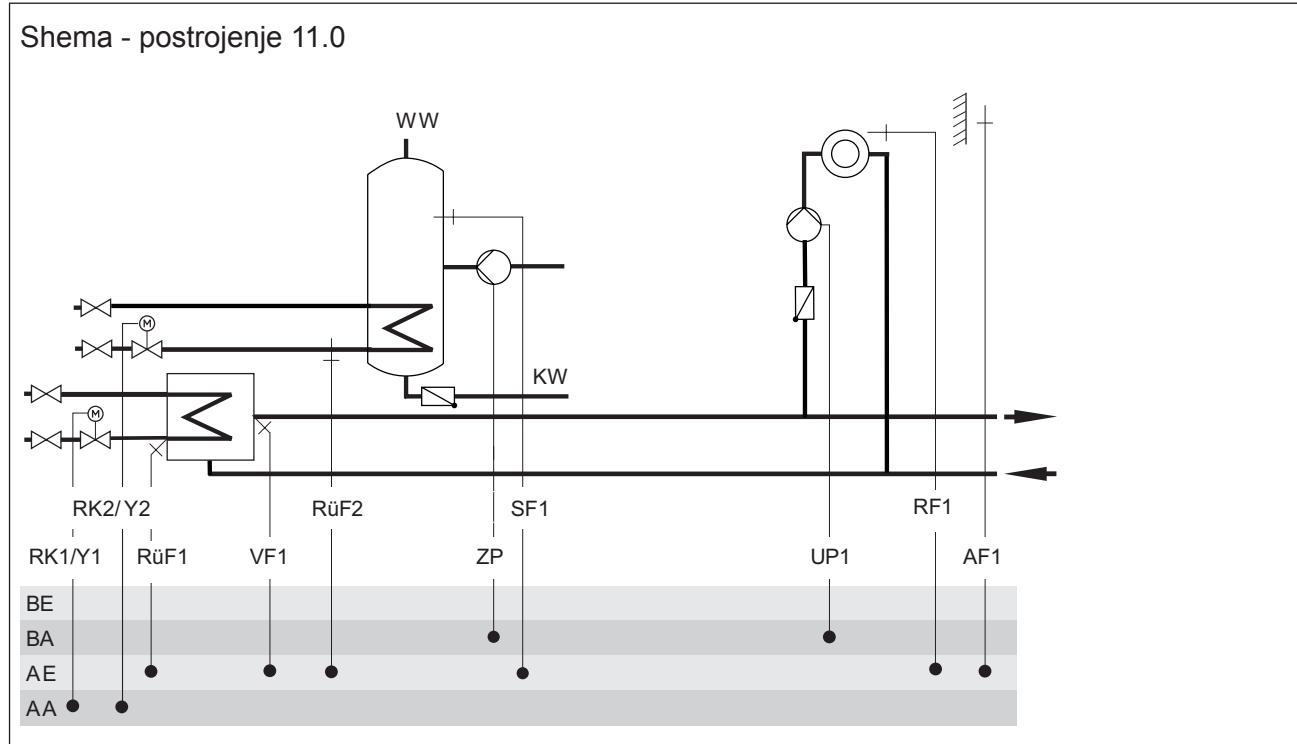 Shema - postrojenje 11.0
WW
M
KW
M
RK2/Y2 RüF2 SF1 RF1
RK1/Y1 RüF1 VF1 ZP UP1 AF1
BE
BA
AE
AA